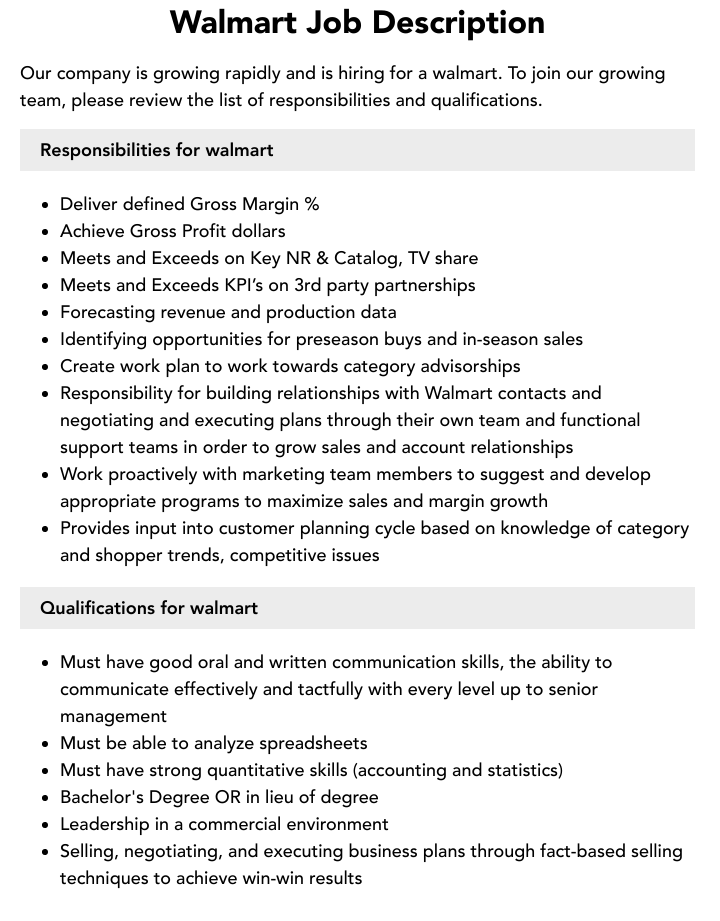 Walmart Job Description
Our company is growing rapidly and is hiring for a walmart. To join our growing
team, please review the list of responsibilities and qualifications.
Responsibilities for walmart
• Deliver defined Gross Margin %
• Achieve Gross Profit dollars
• Meets and Exceeds on Key NR & Catalog, TV share
• Meets and Exceeds KPI’s on 3rd party partnerships
• Forecasting revenue and production data
• Identifying opportunities for preseason buys and in-season sales
• Create work plan to work towards category advisorships
• Responsibility for building relationships with Walmart contacts and
negotiating and executing plans through their own team and functional
support teams in order to grow sales and account relationships
• Work proactively with marketing team members to suggest and develop
appropriate programs to maximize sales and margin growth
• Provides input into customer planning cycle based on knowledge of category
and shopper trends, competitive issues
Qualifications for walmart
• Must have good oral and written communication skills, the ability to
communicate effectively and tactfully with every level up to senior
management
• Must be able to analyze spreadsheets
• Must have strong quantitative skills (accounting and statistics)
• Bachelor's Degree OR in lieu of degree
• Leadership in a commercial environment
• Selling, negotiating, and executing business plans through fact-based selling
techniques to achieve win-win results